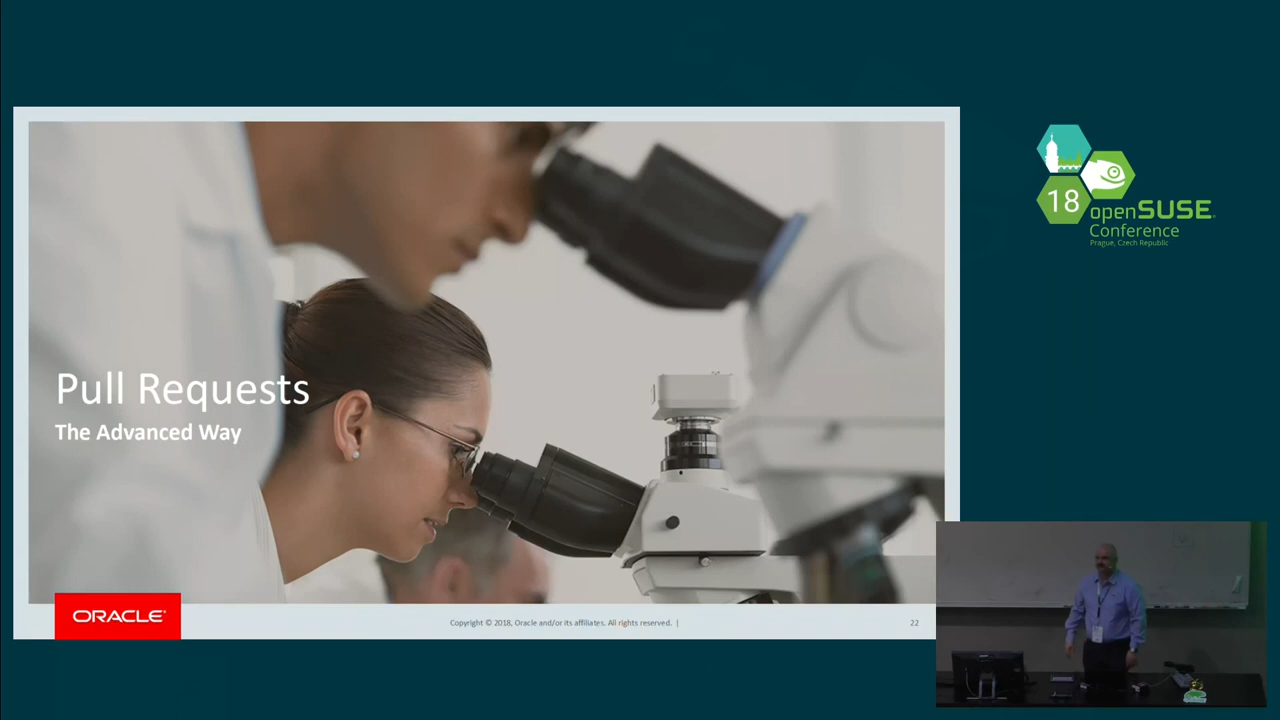 Pull Requests
The Advanced Way
ORACLE®
Copyright © 2018, Oracle and/or its affiliates. All rights reserved. |
22
18
openSUSE
Conference
Prague, Czech Republic